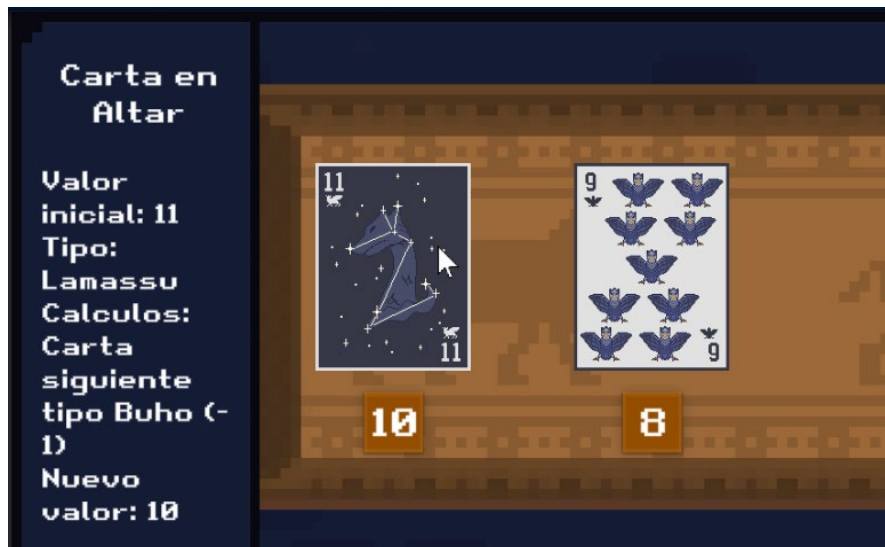 Carta en
Altar
Valor
inicial: 11
Tipo:
Lamassu
Calculos:
Carta
siguiente
tipo Buho (-
1)
Nuevo
valor: 10
11
11
10
9
9
8